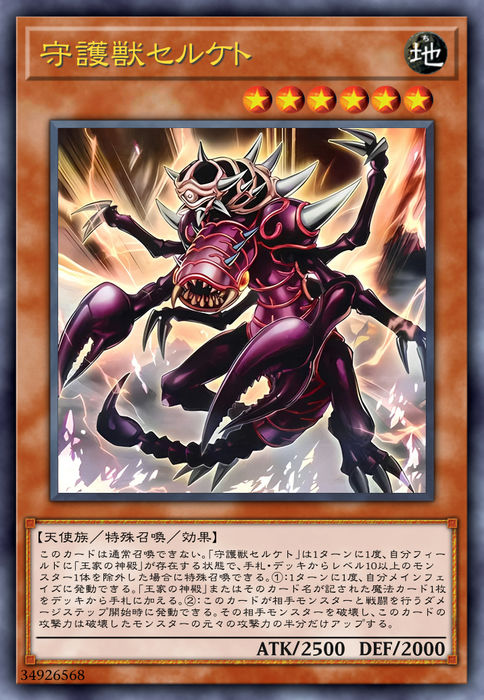 守護獣セルケト
ち
地
【天使族／特殊召喚／効果】
このカードは通常召喚できない。「守護獣セルケト」は1ターンに1度、自分フィー
ルドに「王家の神殿」が存在する状態で、手札・デッキからレベル10以上のモン
スター1体を除外した場合に特殊召喚できる。①：1ターンに1度、自分メインフェ
イズに発動できる。「王家の神殿」またはそのカード名が記された魔法カード1枚
をデッキから手札に加える。②：このカードが相手モンスターと戦闘を行うダメ
ージステップ開始時に発動できる。その相手モンスターを破壊し、このカードの
攻撃力は破壊したモンスターの元々の攻撃力の半分だけアップする。
ATK/2500 DEF/2000
34926568